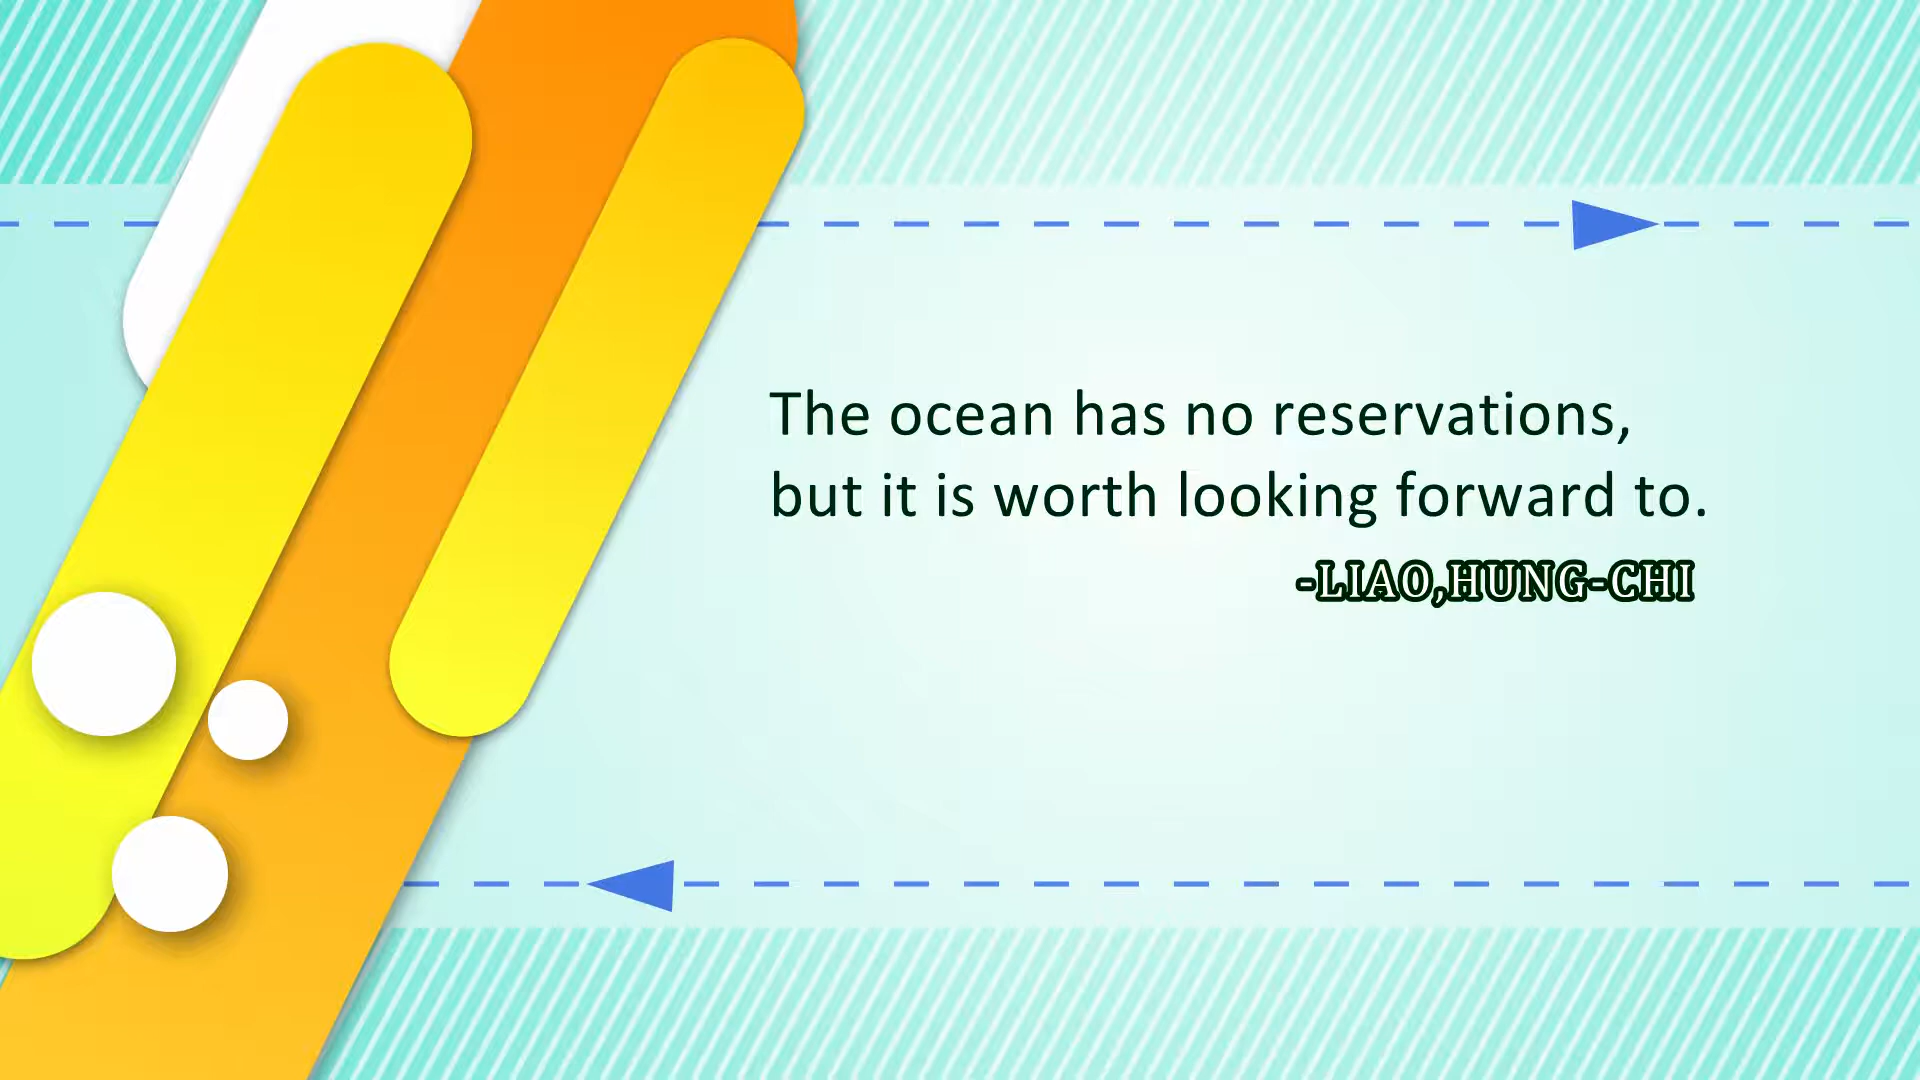 The ocean has no reservations,
but it is worth looking forward to.
-LIAO,HUNG-CHI